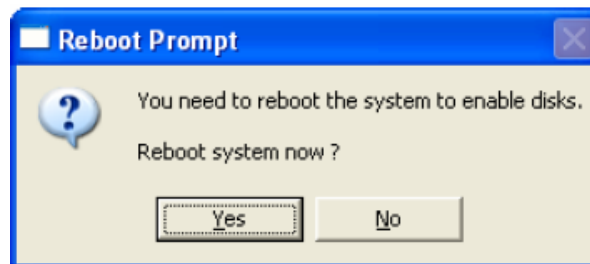 Reboot Prompt
You need to reboot the system to enable disks.
Reboot system now ?
Yes No